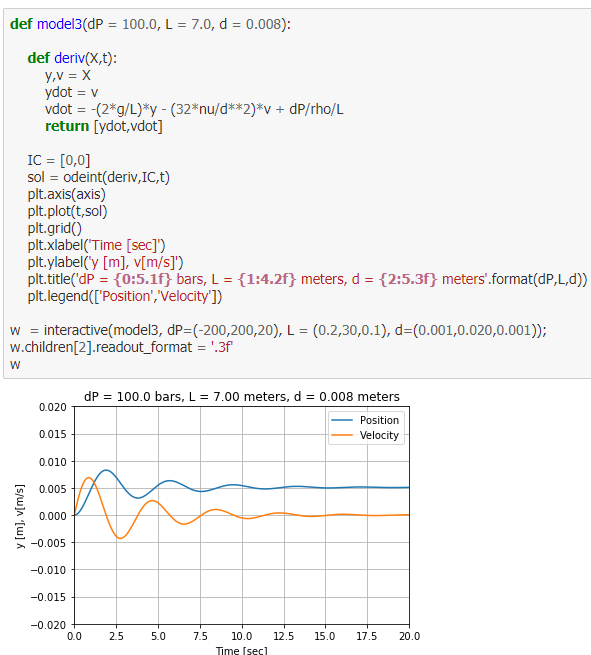 def model3(dP = 100.0, L = 7.0, d = 0.008):
def deriv(X,t):
y,v = X
ydot = v
vdot = -(2*g/L)*y - (32*nu/d**2)*v + dP/rho/L
return [ydot,vdot]
IC = [0,0]
sol = odeint(deriv,IC,t)
plt.axis(axis)
plt.plot(t,sol)
plt.grid()
plt.xlabel('Time [sec]')
plt.ylabel('y [m], v[m/s]')
plt.title('dP = {0:5.1f} bars, L = {1:4.2f} meters, d = {2:5.3f} meters'.format(dP,L,d))
plt.legend(['Position','Velocity'])
w = interactive(model3, dP=(-200,200,20), L = (0.2,30,0.1), d=(0.001,0.020,0.001));
w.children[2].readout_format = '.3f'
w
dP = 100.0 bars, L = 7.00 meters, d = 0.008 meters
Position
Velocity
y [m], v[m/s]
0.020
0.015
0.010
0.005
0.000
−0.005
−0.010
−0.015
−0.020
0.0 2.5 5.0 7.5 10.0 12.5 15.0 17.5 20.0
Time [sec]